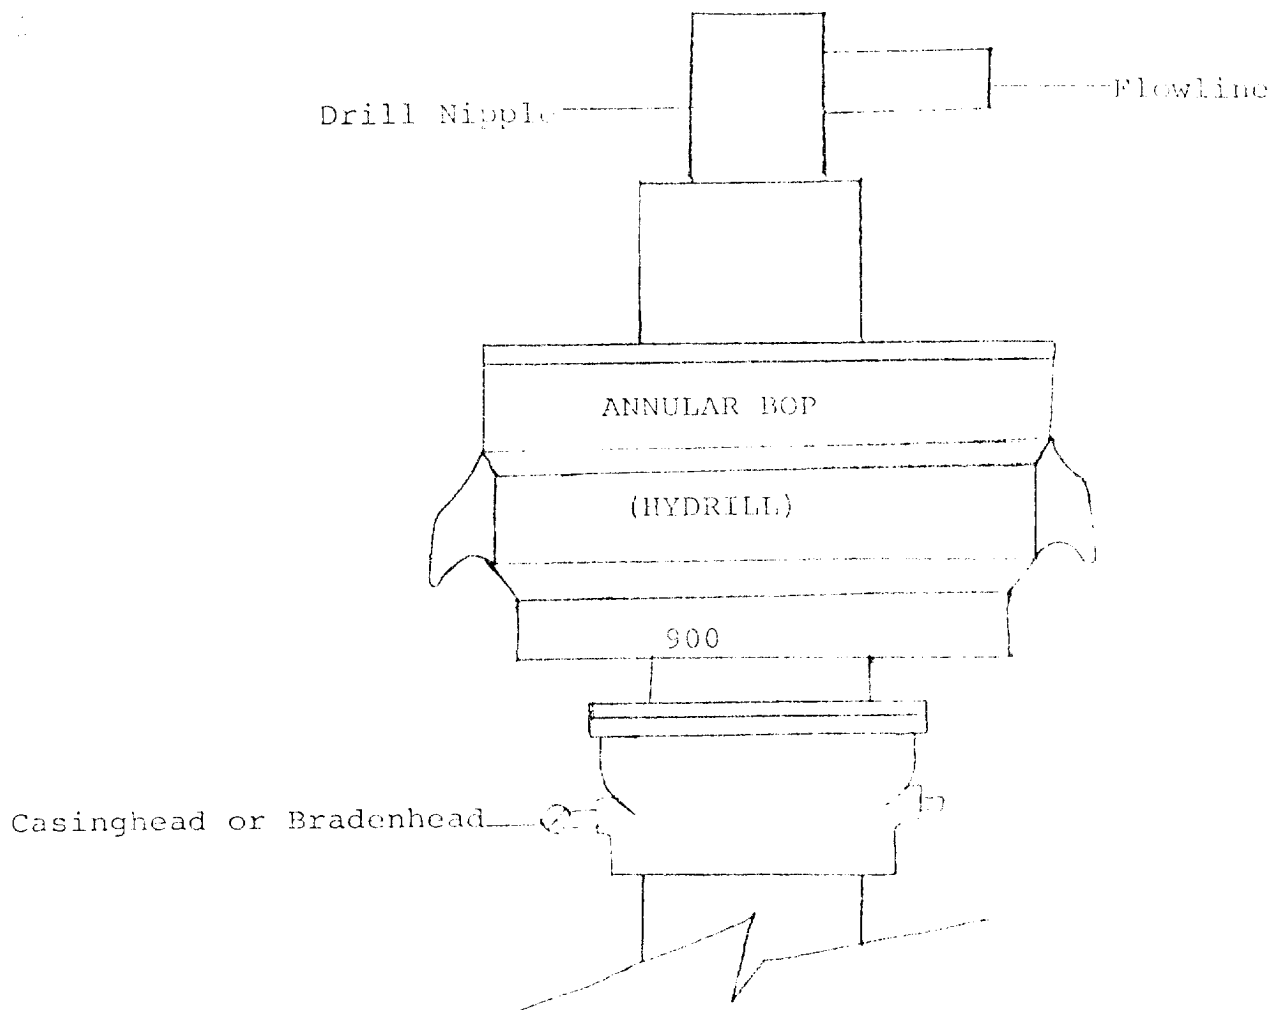 Flowline
Drill Nipple
ANNULAR BOP
(HYDRILL)
900
Casinghead or Bradenhead